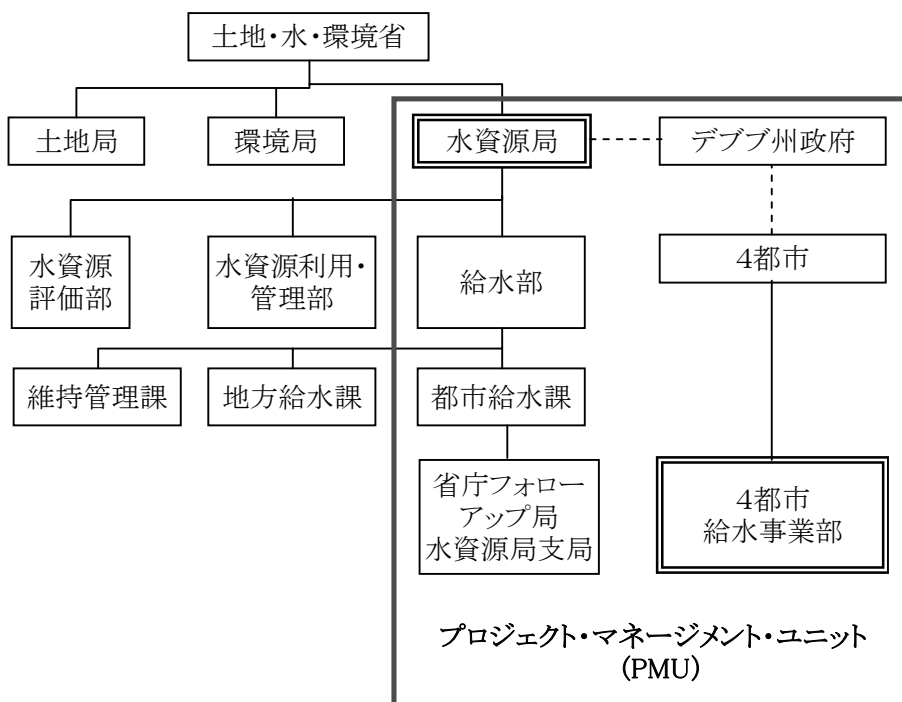 土地・水・環境省
土地局
環境局
水資源局
デブブ州政府
水資源
評価部
水資源利用・
管理部
給水部
4都市
維持管理課
地方給水課
都市給水課
省庁フォロー
アップ局
水資源局支局
4都市
給水事業部
プロジェクト・マネージメント・ユニット
(PMU)